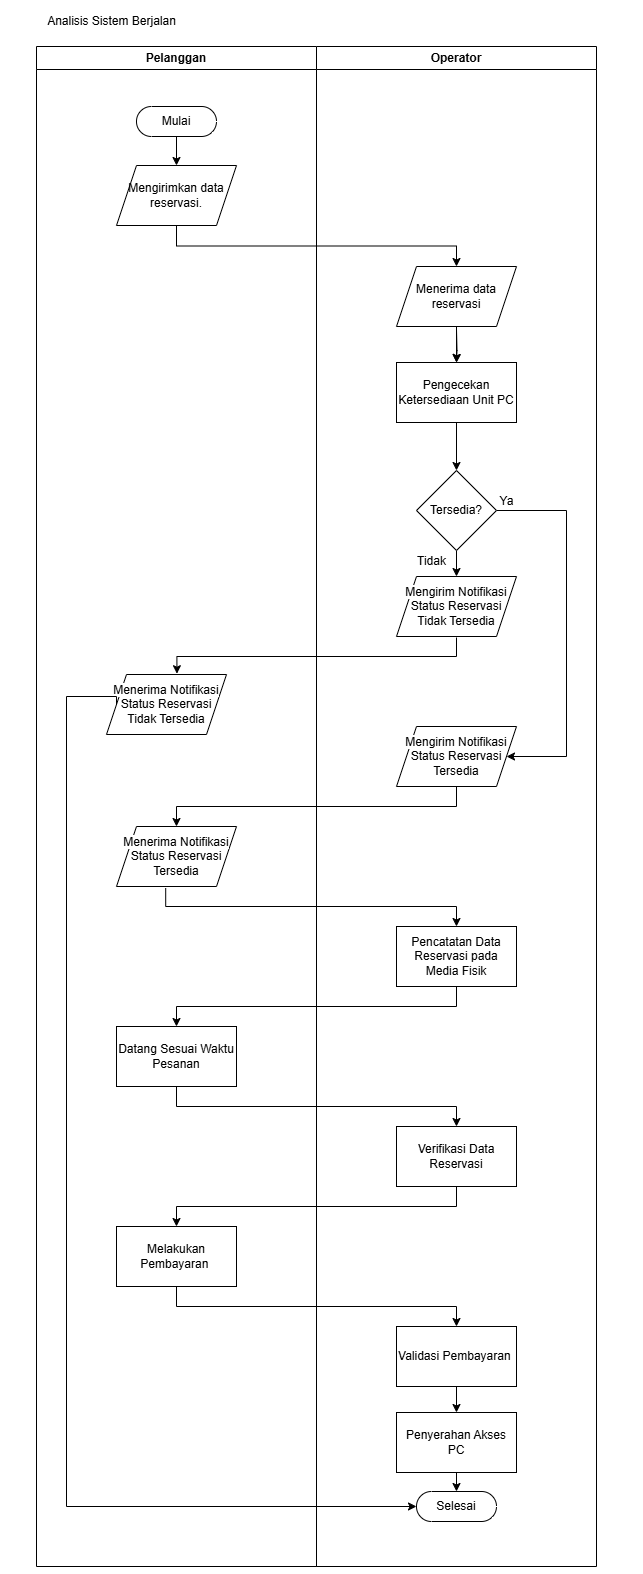 Analisis Sistem Berjalan
Pelanggan
Operator
Mulai
Mengirimkan data
reservasi.
Menerima data
reservasi
Pengecekan
Ketersediaan Unit PC
Tersedia?
Ya
Tidak
Mengirim Notifikasi
Status Reservasi
Tidak Tersedia
Menerima Notifikasi
Status Reservasi
Tidak Tersedia
Mengirim Notifikasi
Status Reservasi
Tersedia
Menerima Notifikasi
Status Reservasi
Tersedia
Pencatatan Data
Reservasi pada
Media Fisik
Datang Sesuai Waktu
Pesanan
Verifikasi Data
Reservasi
Melakukan
Pembayaran
Validasi Pembayaran
Penyerahan Akses
PC
Selesai